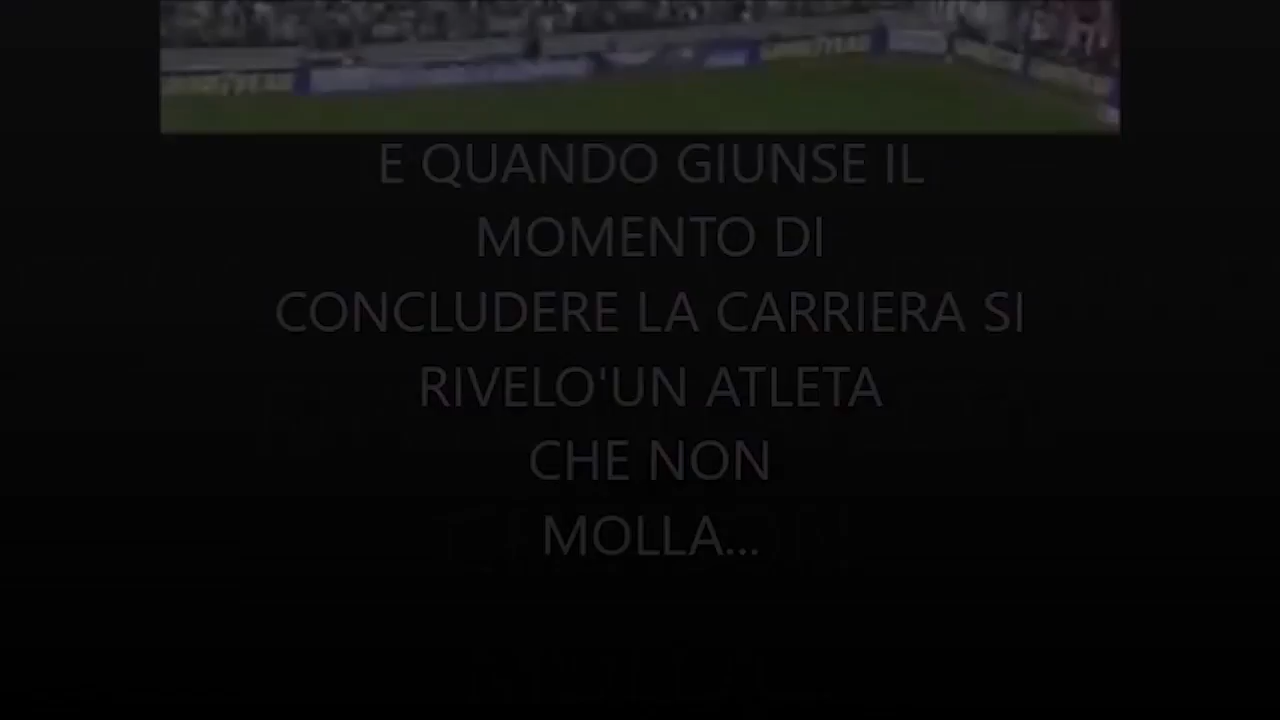 E QUANDO GIUNSE IL
MOMENTO DI
CONCLUDERE LA CARRIERA SI
RIVELO'UN ATLETA
CHE NON
MOLLA...